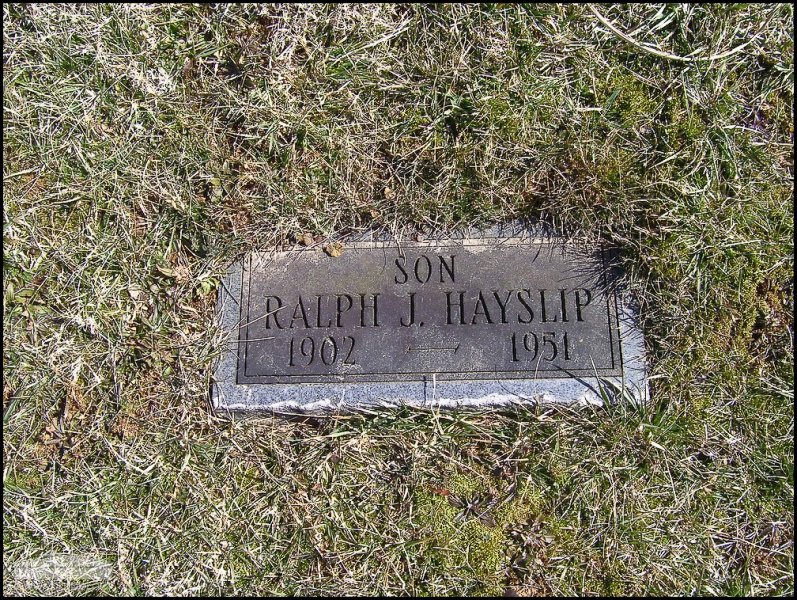 SON
RALPH J. HAYSLIP
1902 — 1951